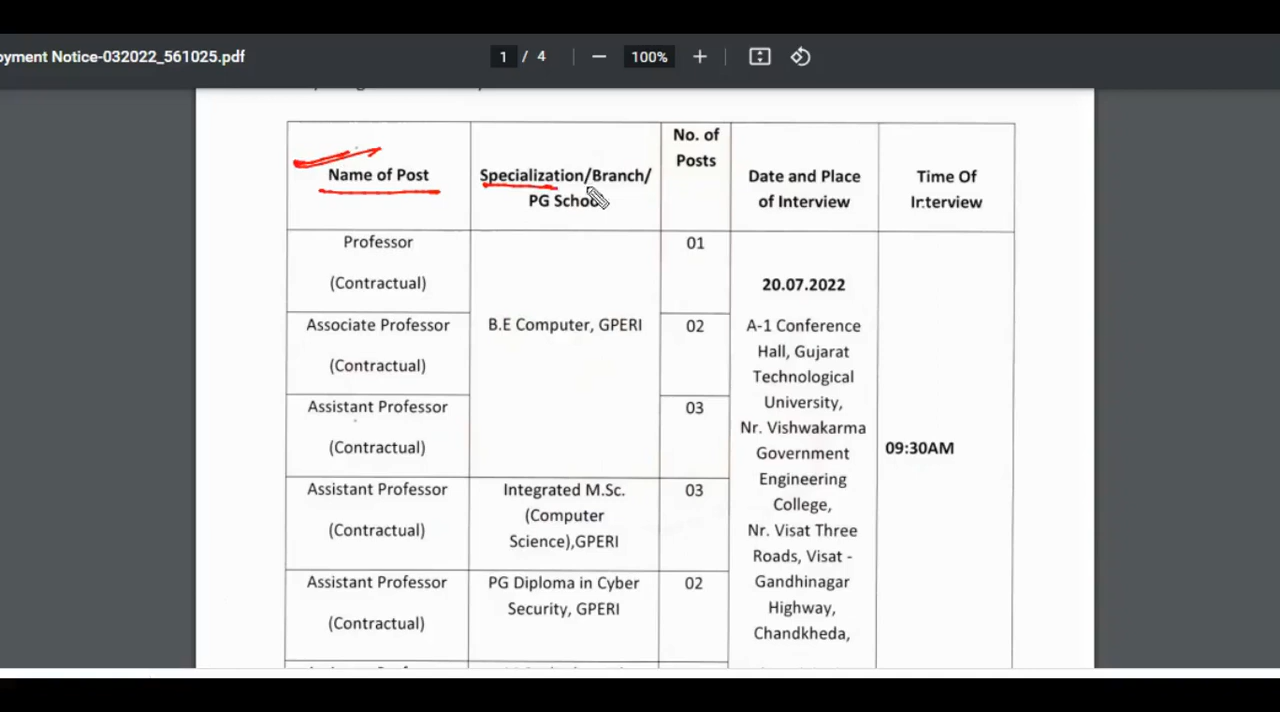 oyment Notice-032022_561025.pdf
1 / 4
100%
Name of Post
Specialization/Branch/
PG School
No. of
Posts
Date and Place
of Interview
Time Of
Interview
Professor
(Contractual)
01
Associate Professor
(Contractual)
B.E Computer, GPERI
02
Assistant Professor
(Contractual)
03
Assistant Professor
(Contractual)
Integrated M.Sc.
(Computer
Science),GPERI
03
Assistant Professor
(Contractual)
PG Diploma in Cyber
Security, GPERI
02
20.07.2022
A-1 Conference
Hall, Gujarat
Technological
University,
Nr. Vishwakarma
Government
Engineering
College,
Nr. Visat Three
Roads, Visat -
Gandhinagar
Highway,
Chandkheda,
09:30AM